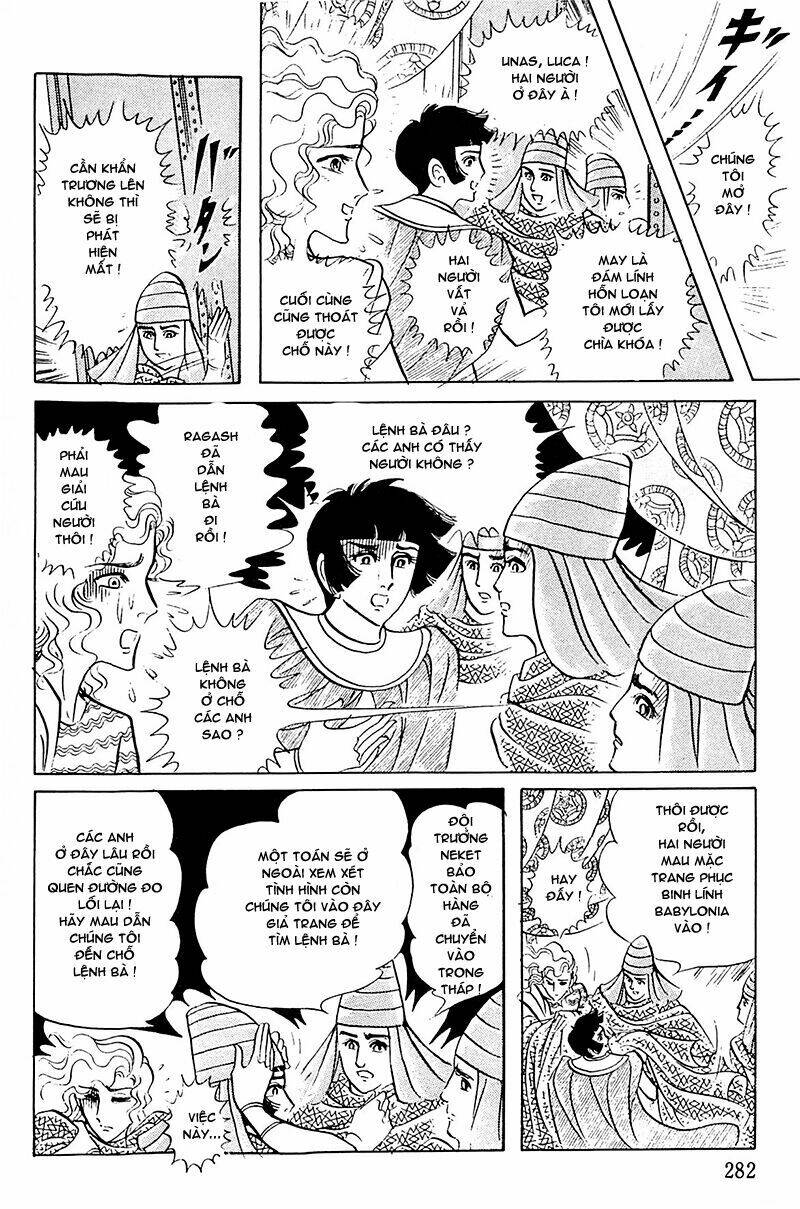 キィ...
CHÚNG
TÔI
MỞ
ĐÂY !
UNAS, LUCA !
HAI NGƯỜI
Ở ĐÂY À !
MAY LÀ
ĐÁM LÍNH
HỖN LOẠN
TÔI MỚI LẤY
ĐƯỢC
CHÌA KHÓA !
HAI
NGƯỜI
VẤT
VẢ
RỒI !
CUỐI CÙNG
CŨNG THOÁT
ĐƯỢC
CHỖ NÀY !
CẦN KHẨN
TRƯƠNG LÊN
KHÔNG THÌ
SẼ BỊ
PHÁT
HIỆN
MẤT !
バタン
LỆNH BÀ ĐÂU ?
CÁC ANH CÓ THẤY
NGƯỜI KHÔNG ?
RAGASH
ĐÃ
DẪN
LỆNH
BÀ
ĐI
RỒI !
PHẢI
MAU
GIẢI
CỨU
NGƯỜI
THÔI !
LỆNH BÀ
KHÔNG
Ở CHỖ
CÁC ANH
SAO ?
THÔI ĐƯỢC
RỒI,
HAI NGƯỜI
MAU MẶC
TRANG PHỤC
BINH LÍNH
BABYLONIA
VÀO !
HAY
ĐẤY !
ĐỘI
TRƯỞNG
NEKET
BẢO
TOÀN BỘ
HÀNG
ĐÃ
CHUYỂN
VÀO
TRONG
THÁP !
MỘT TOÁN SẼ Ở
NGOÀI XEM XÉT
TÌNH HÌNH CÒN
CHÚNG TÔI VÀO ĐÂY
GIẢ TRANG ĐỂ
TÌM LỆNH BÀ !
CÁC ANH
Ở ĐÂY LÂU RỒI
CHẮC CŨNG
QUEN ĐƯỜNG ĐO
LỐI LẠI !
HÃY MAU DẪN
CHÚNG TÔI
ĐẾN CHỖ
LỆNH BÀ !
VIỆC
NÀY...
282